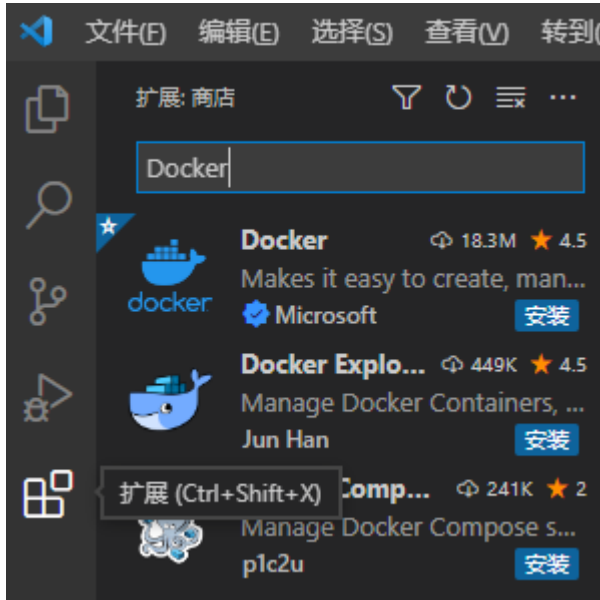 文件(F) 编辑(E) 选择(S) 查看(V) 转到(
扩展: 商店
Docker
Docker 18.3M 4.5
Makes it easy to create, man...
docker
Microsoft 安装
Docker Explo... 449K 4.5
Manage Docker Containers, ...
Jun Han 安装
扩展 (Ctrl+Shift+X)
Comp... 241K 2
Manage Docker Compose s...
p1c2u 安装